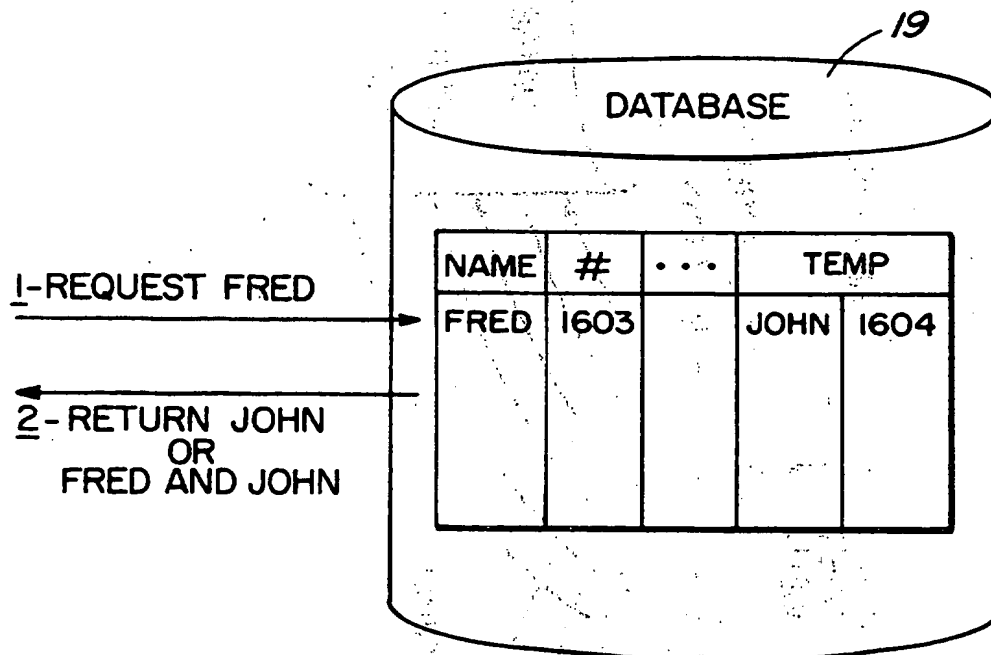 19
DATABASE
NAME # ... TEMP
FRED 1603 JOHN 1604
1-REQUEST FRED
2-RETURN JOHN
OR
FRED AND JOHN